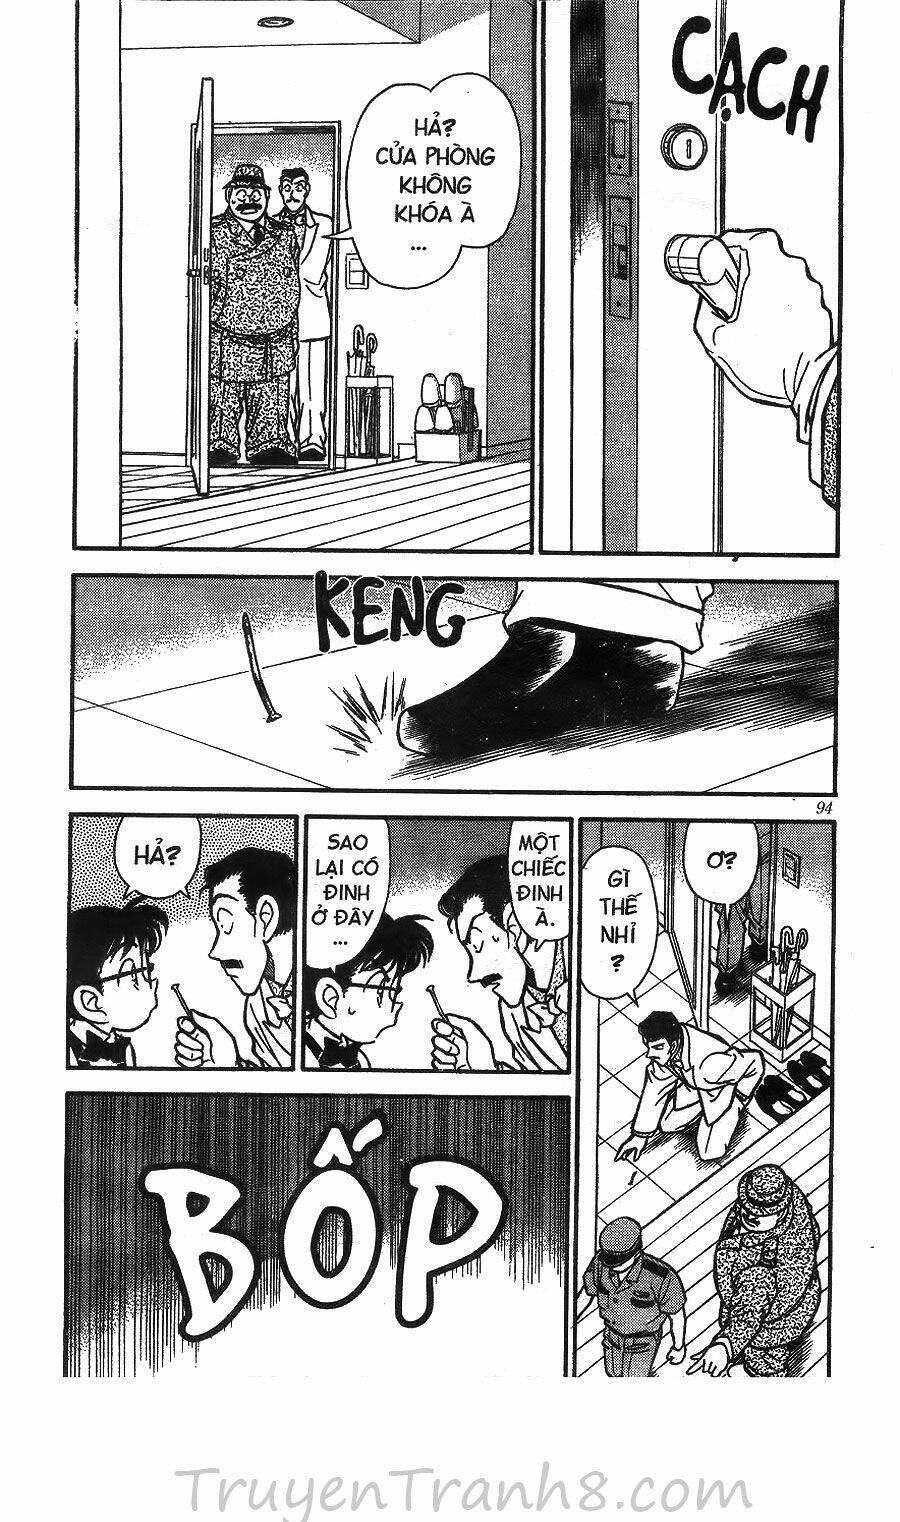 CẠCH
HẢ?
CỬA PHÒNG
KHÔNG
KHÓA À
...
KENG
94
Ơ?
GÌ
THẾ
NHỈ
?
MỘT
CHIẾC
ĐINH
À.
SAO
LẠI CÓ
ĐINH
Ở ĐÂY
...
HẢ?
BỐP
TruyenTranh8.com